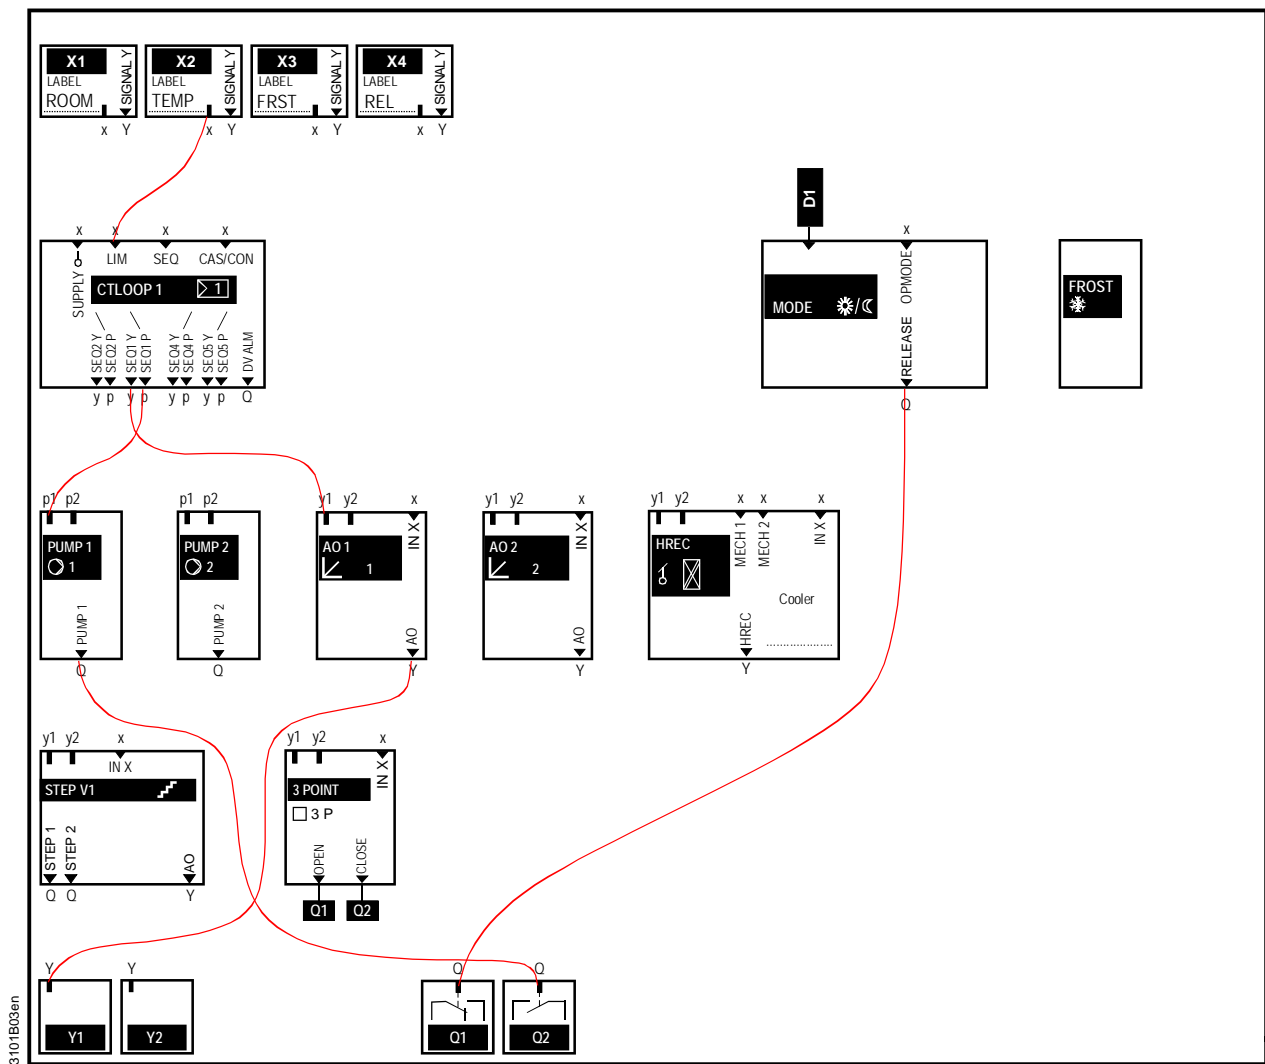 X1 X2 X3 X4
LABEL LABEL LABEL LABEL
ROOM TEMP FRST REL
SIGNAL Y SIGNAL Y SIGNAL Y SIGNAL Y
x Y x Y x Y x Y
D1
x x x x
LIM SEQ CAS/CON
SUPPLY
CTLOOP 1 1
SEQ2 Y SEQ2 P SEQ1 Y SEQ1 P SEQ4 Y SEQ4 P SEQ5 Y SEQ5 P DV ALM
y p y p y p y p Q
x
OPMODE
MODE /
RELEASE
Q
FROST
p1 p2
PUMP 1
1
PUMP 1
Q
p1 p2
PUMP 2
2
PUMP 2
Q
y1 y2 x
IN X
AO 1
1
AO
Y
y1 y2 x
IN X
AO 2
2
AO
Y
y1 y2 x x x
MECH 1 MECH 2 IN X
HREC
Cooler
HREC
Y
y1 y2 x
IN X
STEP V1
STEP 1 STEP 2 AO
Q Q Y
y1 y2 x
IN X
3 POINT
3 P
OPEN CLOSE
Q1 Q2
Y Y Q Q
Y1 Y2 Q1 Q2
3101B03en